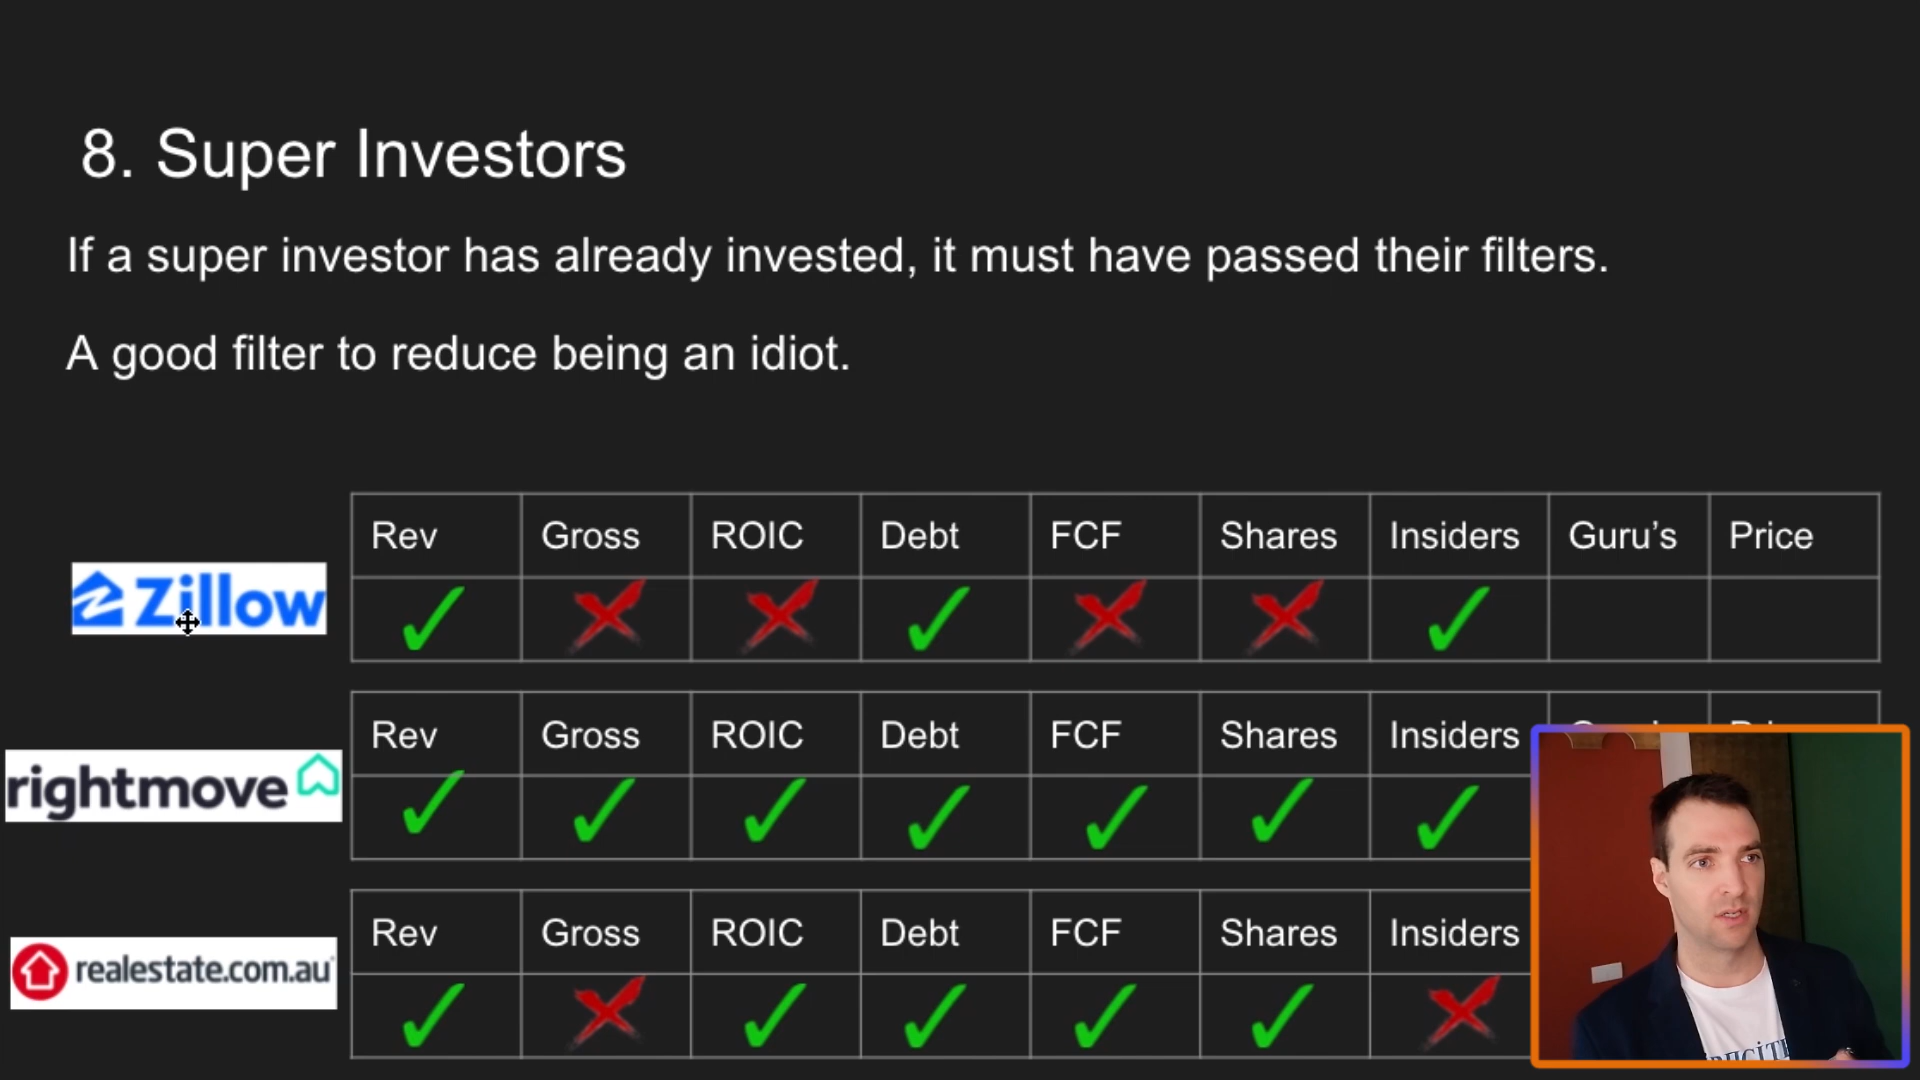 8. Super Investors
If a super investor has already invested, it must have passed their filters.
A good filter to reduce being an idiot.
Rev Gross ROIC Debt FCF Shares Insiders Guru's Price
Zillow
Rev Gross ROIC Debt FCF Shares Insiders
rightmove
Rev Gross ROIC Debt FCF Shares Insiders
realestate.com.au